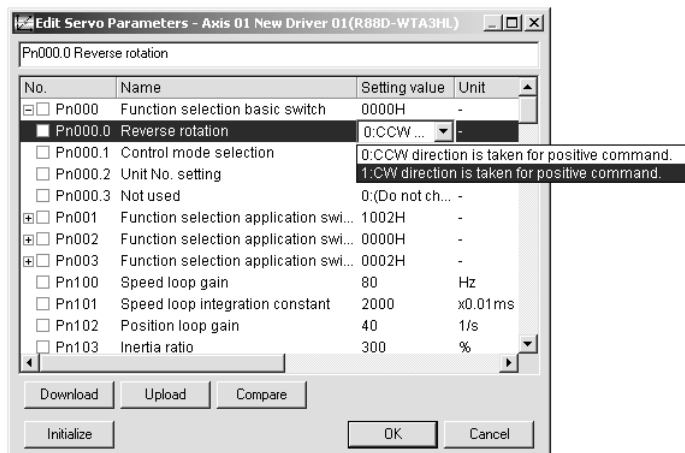 Edit Servo Parameters - Axis 01 New Driver 01(R88D-WTA3HL)
Pn000.0 Reverse rotation
No. Name Setting value Unit
Pn000 Function selection basic switch 0000H -
Pn000.0 Reverse rotation 0:CCW ... -
Pn000.1 Control mode selection 0:CCW direction is taken for positive command.
Pn000.2 Unit No. setting 1:CW direction is taken for positive command.
Pn000.3 Not used 0:(Do not ch... -
Pn001 Function selection application swi... 1002H -
Pn002 Function selection application swi... 0000H -
Pn003 Function selection application swi... 0002H -
Pn100 Speed loop gain 80 Hz
Pn101 Speed loop integration constant 2000 x0.01ms
Pn102 Position loop gain 40 1/s
Pn103 Inertia ratio 300 %
Download Upload Compare
Initialize OK Cancel